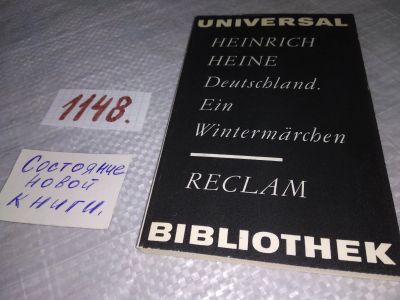 1148.
Состояние
новой
книги.
UNIVERSAL
HEINRICH
HEINE
Deutschland.
Ein
Wintermärchen
RECLAM
BIBLIOTHEK